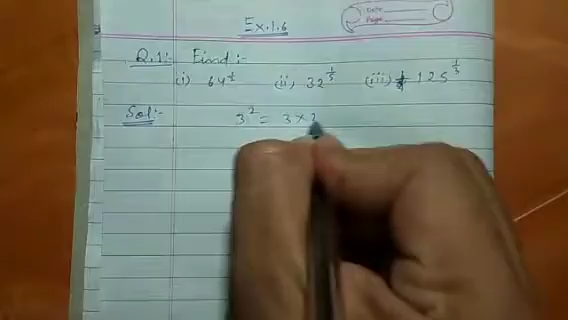 Date:
Page:
Ex.1.6
Q.1:- Find:-
(i) 64^½ (ii) 32^⅕ (iii) 125^⅓
Sol:- 3² = 3 ×